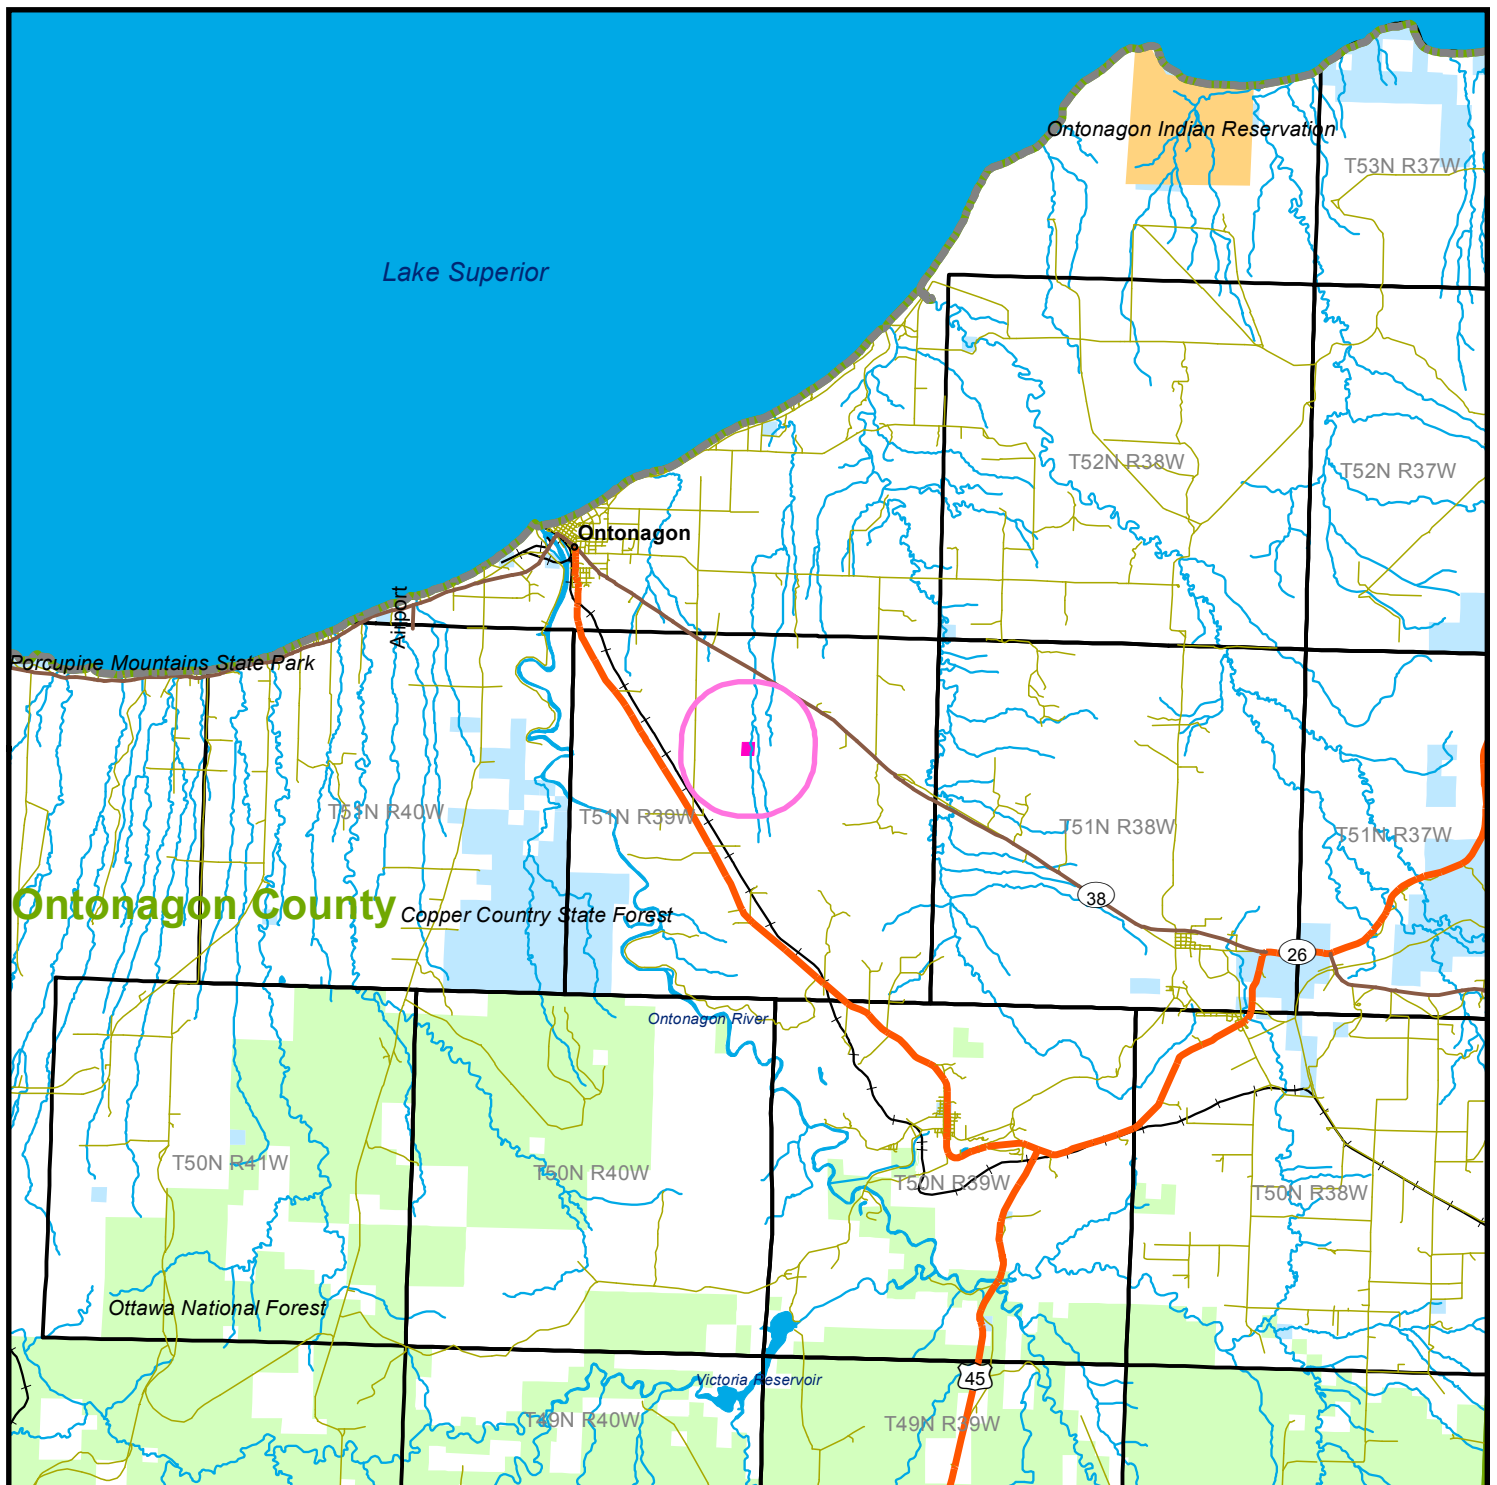 Ontonagon Indian Reservation
T53N R37W
Lake Superior
T52N R38W
T52N R37W
Ontonagon
Airport
Porcupine Mountains State Park
T51N R40W
T51N R39W
T51N R38W
T51N R37W
38
Ontonagon County
Copper Country State Forest
26
Ontonagon River
T50N R41W
T50N R40W
T50N R39W
T50N R38W
Ottawa National Forest
45
Victoria Reservoir
T49N R40W
T49N R39W